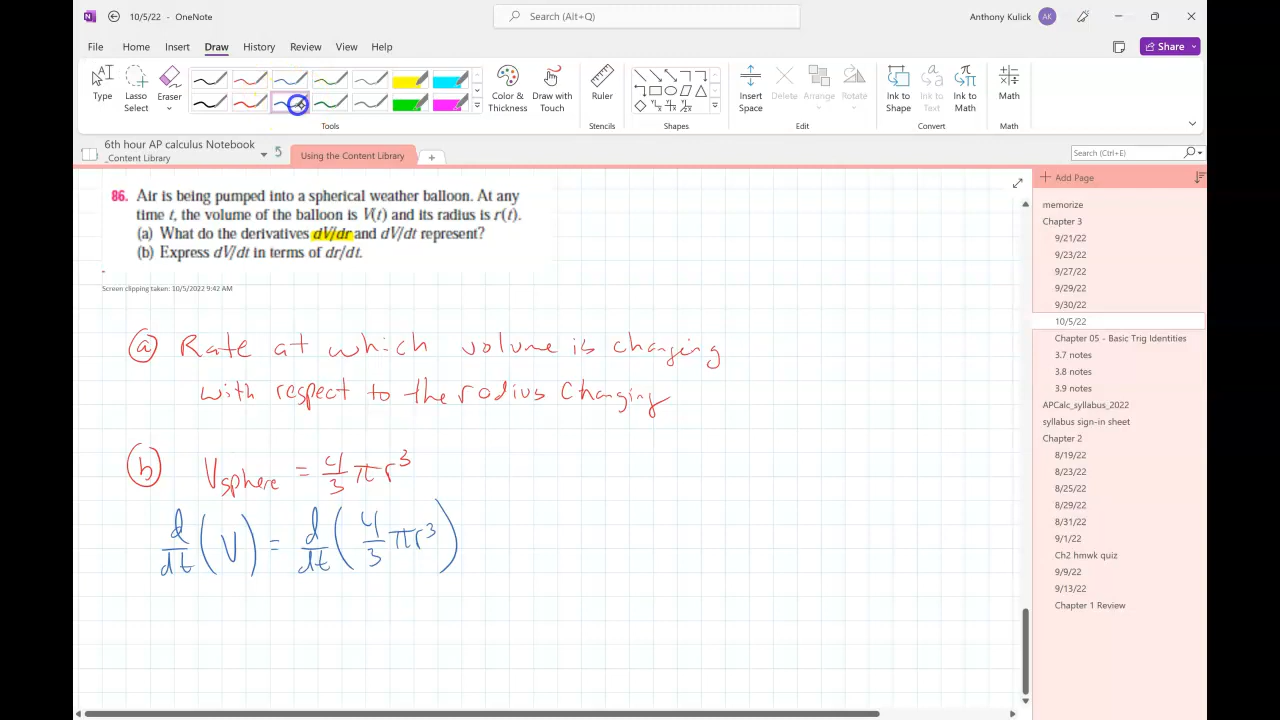 10/5/22 - OneNote
Search (Alt+Q)
Anthony Kulick
AK
File Home Insert Draw History Review View Help
Share
Type
Lasso Select
Eraser
Color & Thickness
Draw with Touch
Ruler
Insert Space
Delete
Arrange
Rotate
Ink to Shape
Ink to Text
Ink to Math
Math
Tools
Stencils
Shapes
Edit
Convert
Math
6th hour AP calculus Notebook
_Content Library
Using the Content Library
Search (Ctrl+E)
86. Air is being pumped into a spherical weather balloon. At any
time t, the volume of the balloon is V(t) and its radius is r(t).
(a) What do the derivatives dV/dr and dV/dt represent?
(b) Express dV/dt in terms of dr/dt.
Screen clipping taken: 10/5/2022 9:42 AM
(a) Rate at which volume is changing
with respect to the radius changing
(b) V sphere = 4/3 πr³
d/dt (V) = d/dt (4/3 πr³)
Add Page
memorize
Chapter 3
9/21/22
9/23/22
9/27/22
9/29/22
9/30/22
10/5/22
Chapter 05 - Basic Trig Identities
3.7 notes
3.8 notes
3.9 notes
APCalc_syllabus_2022
syllabus sign-in sheet
Chapter 2
8/19/22
8/23/22
8/25/22
8/29/22
8/31/22
9/1/22
Ch2 hmwk quiz
9/9/22
9/13/22
Chapter 1 Review